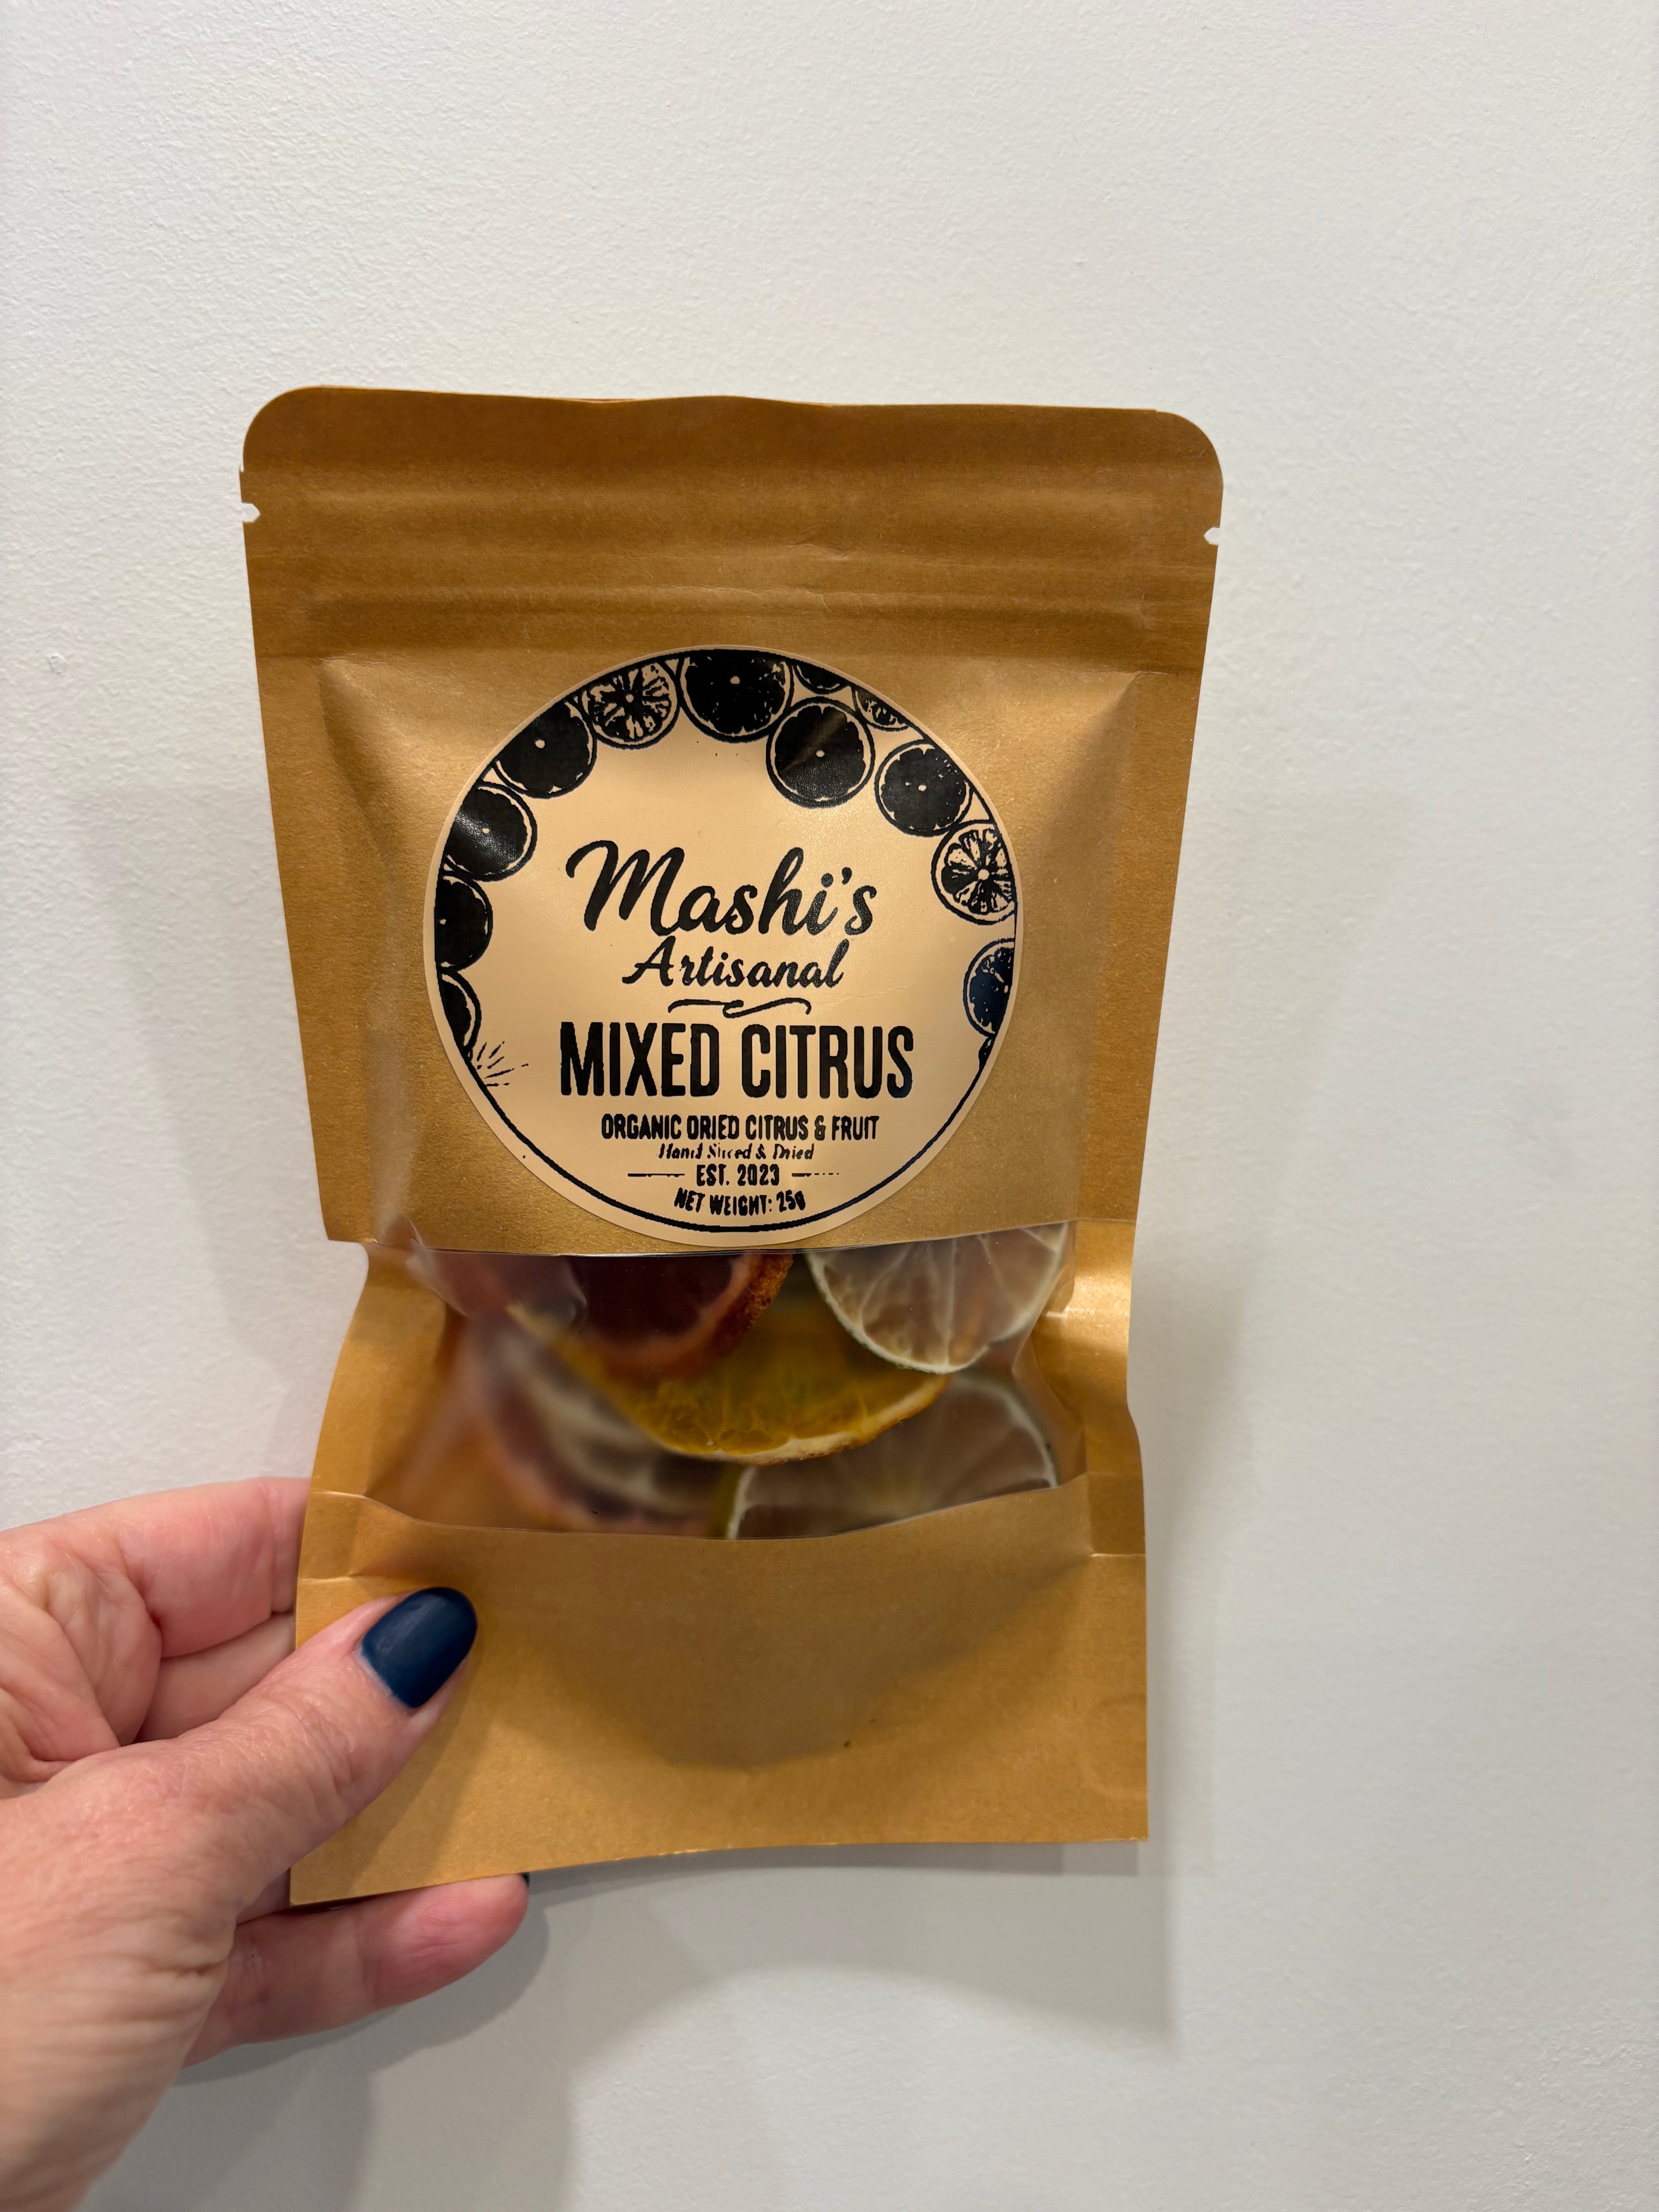 Mashi's
Artisanal
MIXED CITRUS
ORGANIC DRIED CITRUS & FRUIT
Hand Sliced & Dried
EST. 2023
NET WEIGHT: 25g